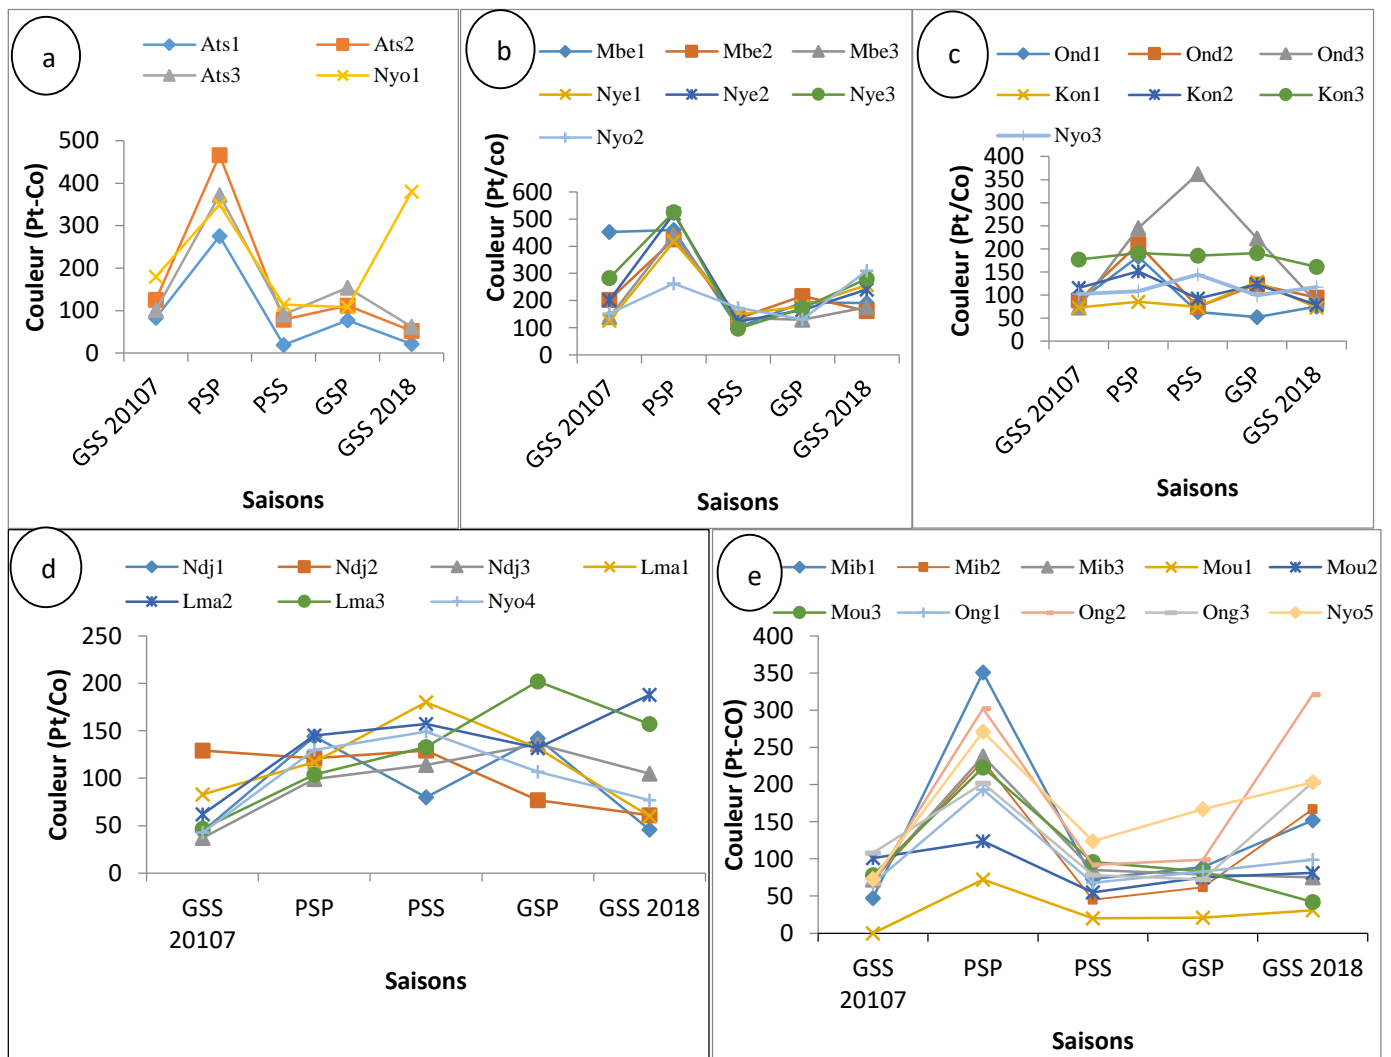 a
Ats1 Ats2
Ats3 Nyo1
Couleur (Pt-Co)
500
400
300
200
100
0
GSS 20107 PSP PSS GSP GSS 2018
Saisons
b
Mbe1 Mbe2 Mbe3
Nye1 Nye2 Nye3
Nyo2
Couleur (Pt/co)
600
500
400
300
200
100
0
GSS 20107 PSP PSS GSP GSS 2018
Saisons
c
Ond1 Ond2 Ond3
Kon1 Kon2 Kon3
Nyo3
Couleur (Pt/Co)
400
350
300
250
200
150
100
50
0
GSS 20107 PSP PSS GSP GSS 2018
Saisons
d
Ndj1 Ndj2 Ndj3 Lma1
Lma2 Lma3 Nyo4
Couleur (Pt/Co)
250
200
150
100
50
0
GSS PSP PSS GSP GSS 2018
20107
Saisons
e
Mib1 Mib2 Mib3 Mou1 Mou2
Mou3 Ong1 Ong2 Ong3 Nyo5
Couleur (Pt-CO)
400
350
300
250
200
150
100
50
0
GSS PSP PSS GSP GSS 2018
20107
Saisons